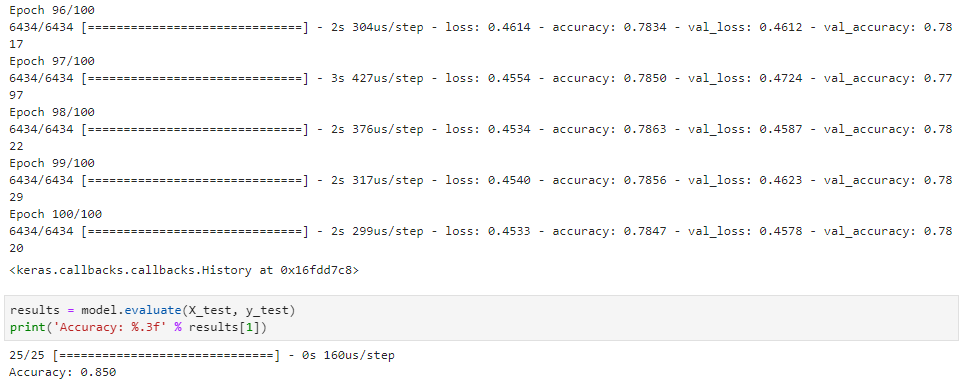 Epoch 96/100
6434/6434 [==============================] - 2s 304us/step - loss: 0.4614 - accuracy: 0.7834 - val_loss: 0.4612 - val_accuracy: 0.78
17
Epoch 97/100
6434/6434 [==============================] - 3s 427us/step - loss: 0.4554 - accuracy: 0.7850 - val_loss: 0.4724 - val_accuracy: 0.77
97
Epoch 98/100
6434/6434 [==============================] - 2s 376us/step - loss: 0.4534 - accuracy: 0.7863 - val_loss: 0.4587 - val_accuracy: 0.78
22
Epoch 99/100
6434/6434 [==============================] - 2s 317us/step - loss: 0.4540 - accuracy: 0.7856 - val_loss: 0.4623 - val_accuracy: 0.78
29
Epoch 100/100
6434/6434 [==============================] - 2s 299us/step - loss: 0.4533 - accuracy: 0.7847 - val_loss: 0.4578 - val_accuracy: 0.78
20
<keras.callbacks.callbacks.History at 0x16fdd7c8>
results = model.evaluate(X_test, y_test)
print('Accuracy: %.3f' % results[1])
25/25 [==============================] - 0s 160us/step
Accuracy: 0.850